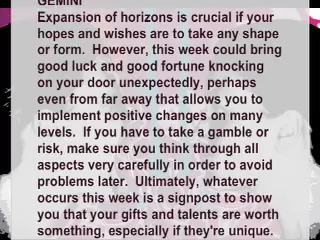 GEMINI
Expansion of horizons is crucial if your
hopes and wishes are to take any shape
or form.  However, this week could bring
good luck and good fortune knocking
on your door unexpectedly, perhaps
even from far away that allows you to
implement positive changes on many
levels.  If you have to take a gamble or
risk, make sure you think through all
aspects very carefully in order to avoid
problems later.  Ultimately, whatever
occurs this week is a signpost to show
you that your gifts and talents are worth
something, especially if they're unique.